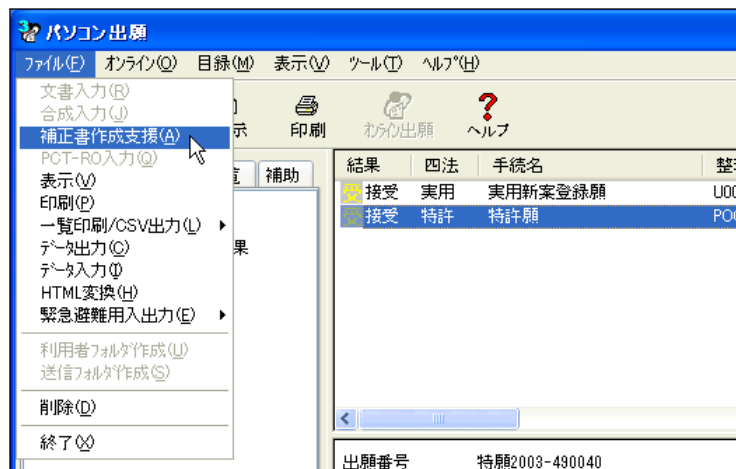 パソコン出願
ファイル(F) オンライン(O) 目録(M) 表示(V) ツール(T) ヘルプ(H)
文書入力(R)
合成入力(J)
補正書作成支援(A)
PCT-RO入力(Q)
表示(V)
印刷(P)
一覧印刷/CSV出力(L)
データ出力(C)
データ入力(I)
HTML変換(H)
緊急避難用入出力(E)
利用者フォルダ作成(U)
送信フォルダ作成(S)
削除(D)
終了(X)
示 印刷 オンライン出願 ヘルプ
補助
果
結果 四法 手続名 整
受 接受 実用 実用新案登録願 U00
受 接受 特許 特許願 P00
出願番号 特願2003-490040